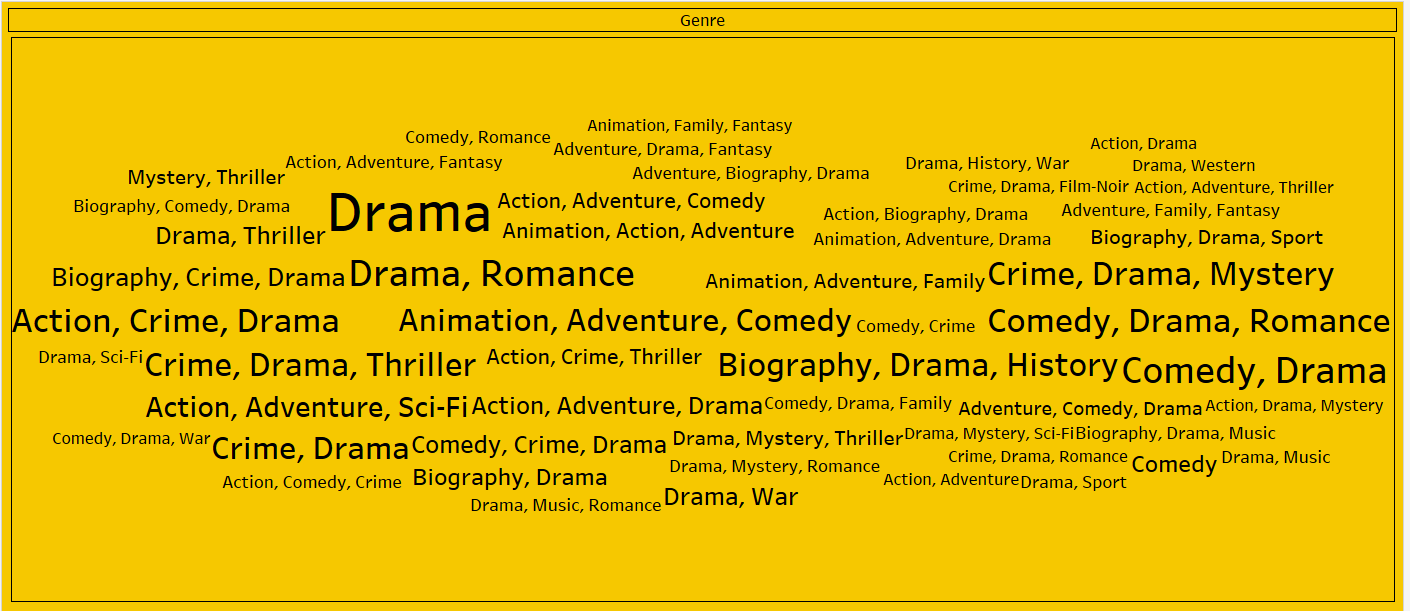 Genre
Animation, Family, Fantasy
Comedy, Romance
Action, Drama
Adventure, Drama, Fantasy
Action, Adventure, Fantasy
Drama, History, War
Drama, Western
Mystery, Thriller
Adventure, Biography, Drama
Crime, Drama, Film-Noir
Action, Adventure, Thriller
Biography, Comedy, Drama
Drama
Action, Adventure, Comedy
Action, Biography, Drama
Adventure, Family, Fantasy
Drama, Thriller
Animation, Action, Adventure
Animation, Adventure, Drama
Biography, Drama, Sport
Biography, Crime, Drama
Drama, Romance
Animation, Adventure, Family
Crime, Drama, Mystery
Action, Crime, Drama
Animation, Adventure, Comedy
Comedy, Crime
Comedy, Drama, Romance
Drama, Sci-Fi
Crime, Drama, Thriller
Action, Crime, Thriller
Biography, Drama, History
Comedy, Drama
Action, Adventure, Sci-Fi
Action, Adventure, Drama
Comedy, Drama, Family
Adventure, Comedy, Drama
Action, Drama, Mystery
Comedy, Drama, War
Crime, Drama
Comedy, Crime, Drama
Drama, Mystery, Thriller
Drama, Mystery, Sci-Fi
Biography, Drama, Music
Drama, Mystery, Romance
Crime, Drama, Romance
Comedy
Drama, Music
Action, Comedy, Crime
Biography, Drama
Action, Adventure
Drama, Sport
Drama, Music, Romance
Drama, War